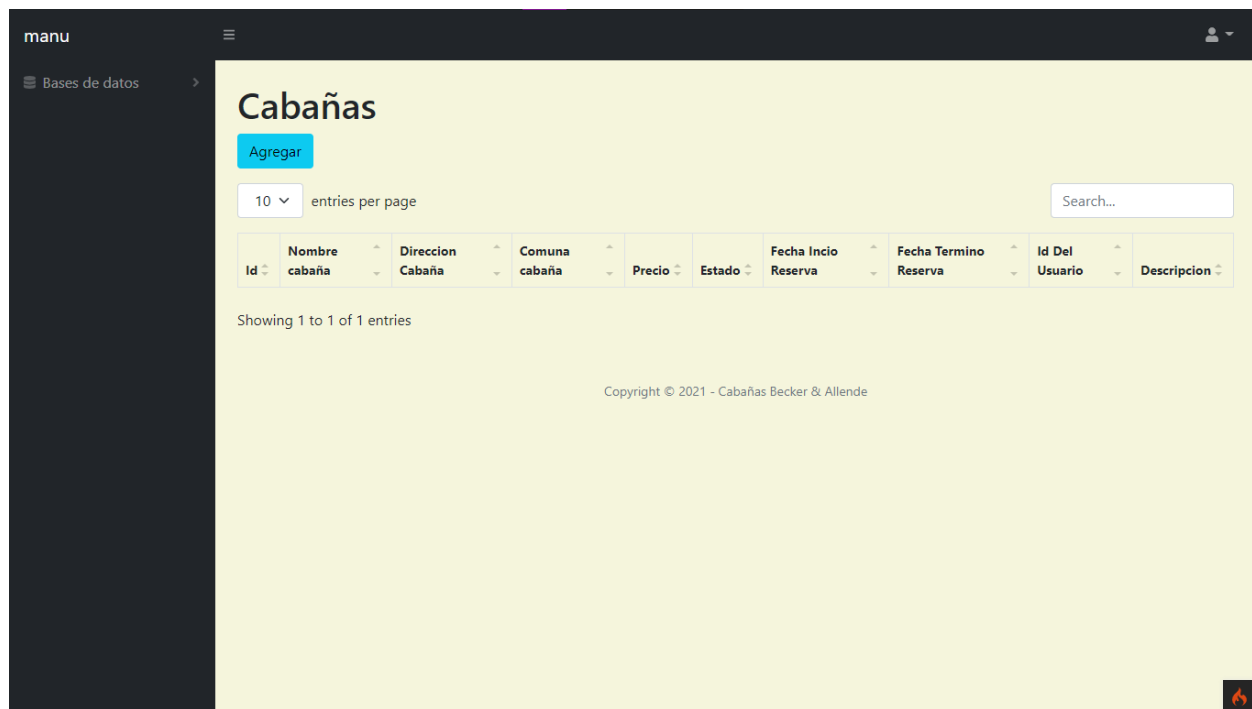 manu
Bases de datos
Cabañas
Agregar
10 entries per page
Search...
Id
Nombre cabaña
Direccion Cabaña
Comuna cabaña
Precio
Estado
Fecha Incio Reserva
Fecha Termino Reserva
Id Del Usuario
Descripcion
Showing 1 to 1 of 1 entries
Copyright © 2021 - Cabañas Becker & Allende